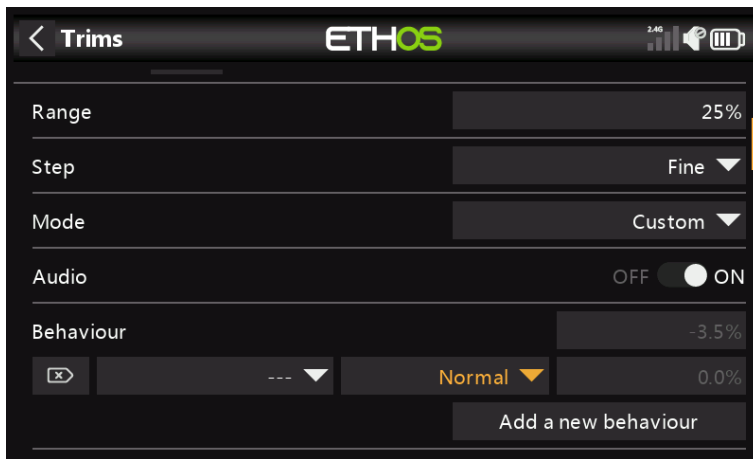 Trims ETHOS 2.4G
Range 25%
Step Fine
Mode Custom
Audio OFF ON
Behaviour -3.5%
--- Normal 0.0%
Add a new behaviour